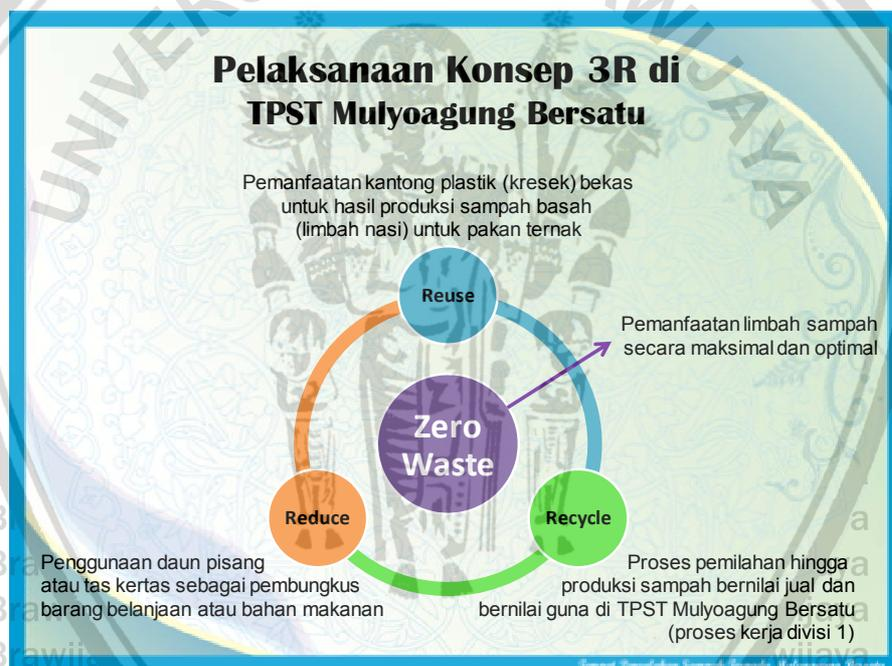 Pelaksanaan Konsep 3R di
TPST Mulyoagung Bersatu
UNIVER
WIJAYA
Pemanfaatan kantong plastik (kresek) bekas
untuk hasil produksi sampah basah
(limbah nasi) untuk pakan ternak
Reuse
Pemanfaatan limbah sampah
secara maksimal dan optimal
Zero
Waste
Reduce
Recycle
Penggunaan daun pisang
atau tas kertas sebagai pembungkus
barang belanjaan atau bahan makanan
Proses pemilahan hingga
produksi sampah bernilai jual dan
bernilai guna di TPST Mulyoagung Bersatu
(proses kerja divisi 1)